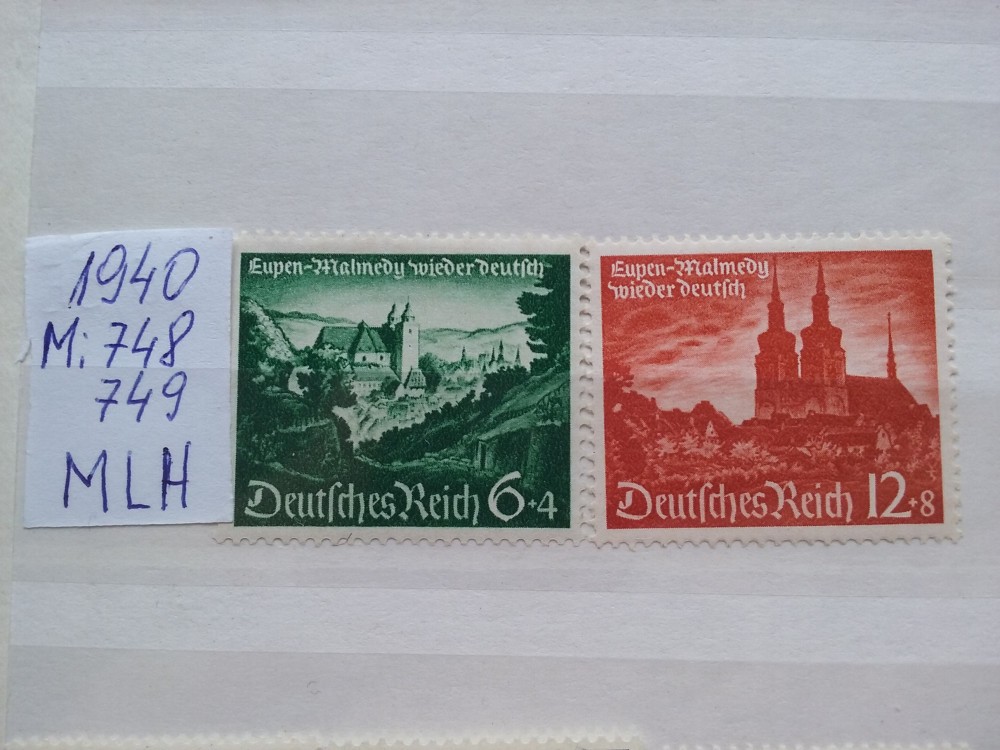 1940
Mi 748
749
MLH
Eupen-Malmedy wieder deutsch
Deutsches Reich 6+4
Eupen-Malmedy
wieder deutsch
Deutsches Reich 12+8